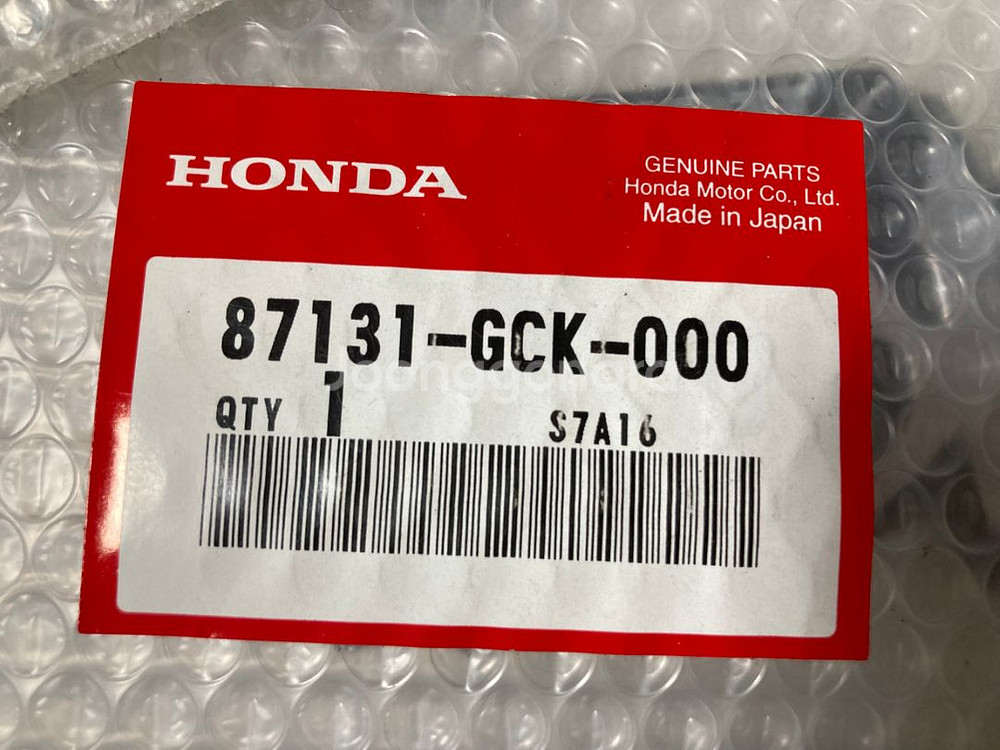 HONDA
GENUINE PARTS
Honda Motor Co., Ltd.
Made in Japan
87131-GCK--000
QTY 1 S7A16